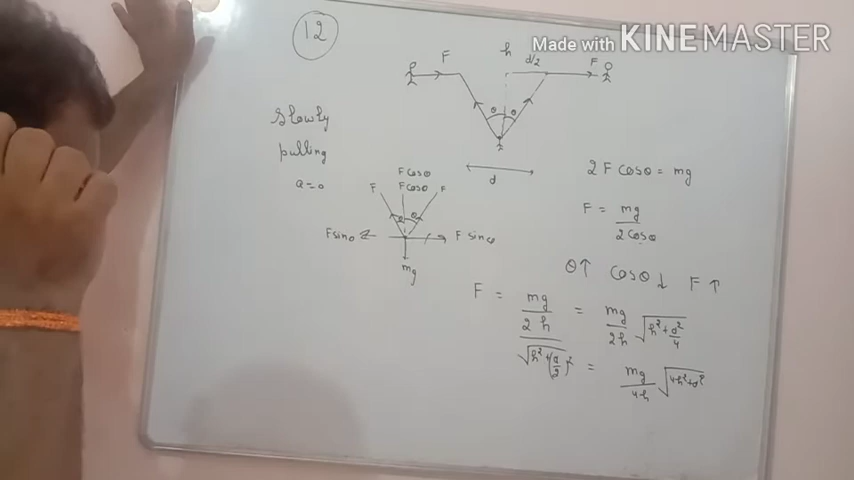 12
Made with KINEMASTER
F
h
d/2
F
θ θ
d
Slowly
pulling
a=0
F cosθ
F cosθ
F F
θ θ
F sinθ
F sinθ
mg
2 F cosθ = mg
F = mg / 2 cosθ
θ↑ cosθ↓ F↑
F = mg / (2h / √(h² + (d/2)²)) = mg/2h √(h² + d²/4)
= mg/4h √(4h² + d²)